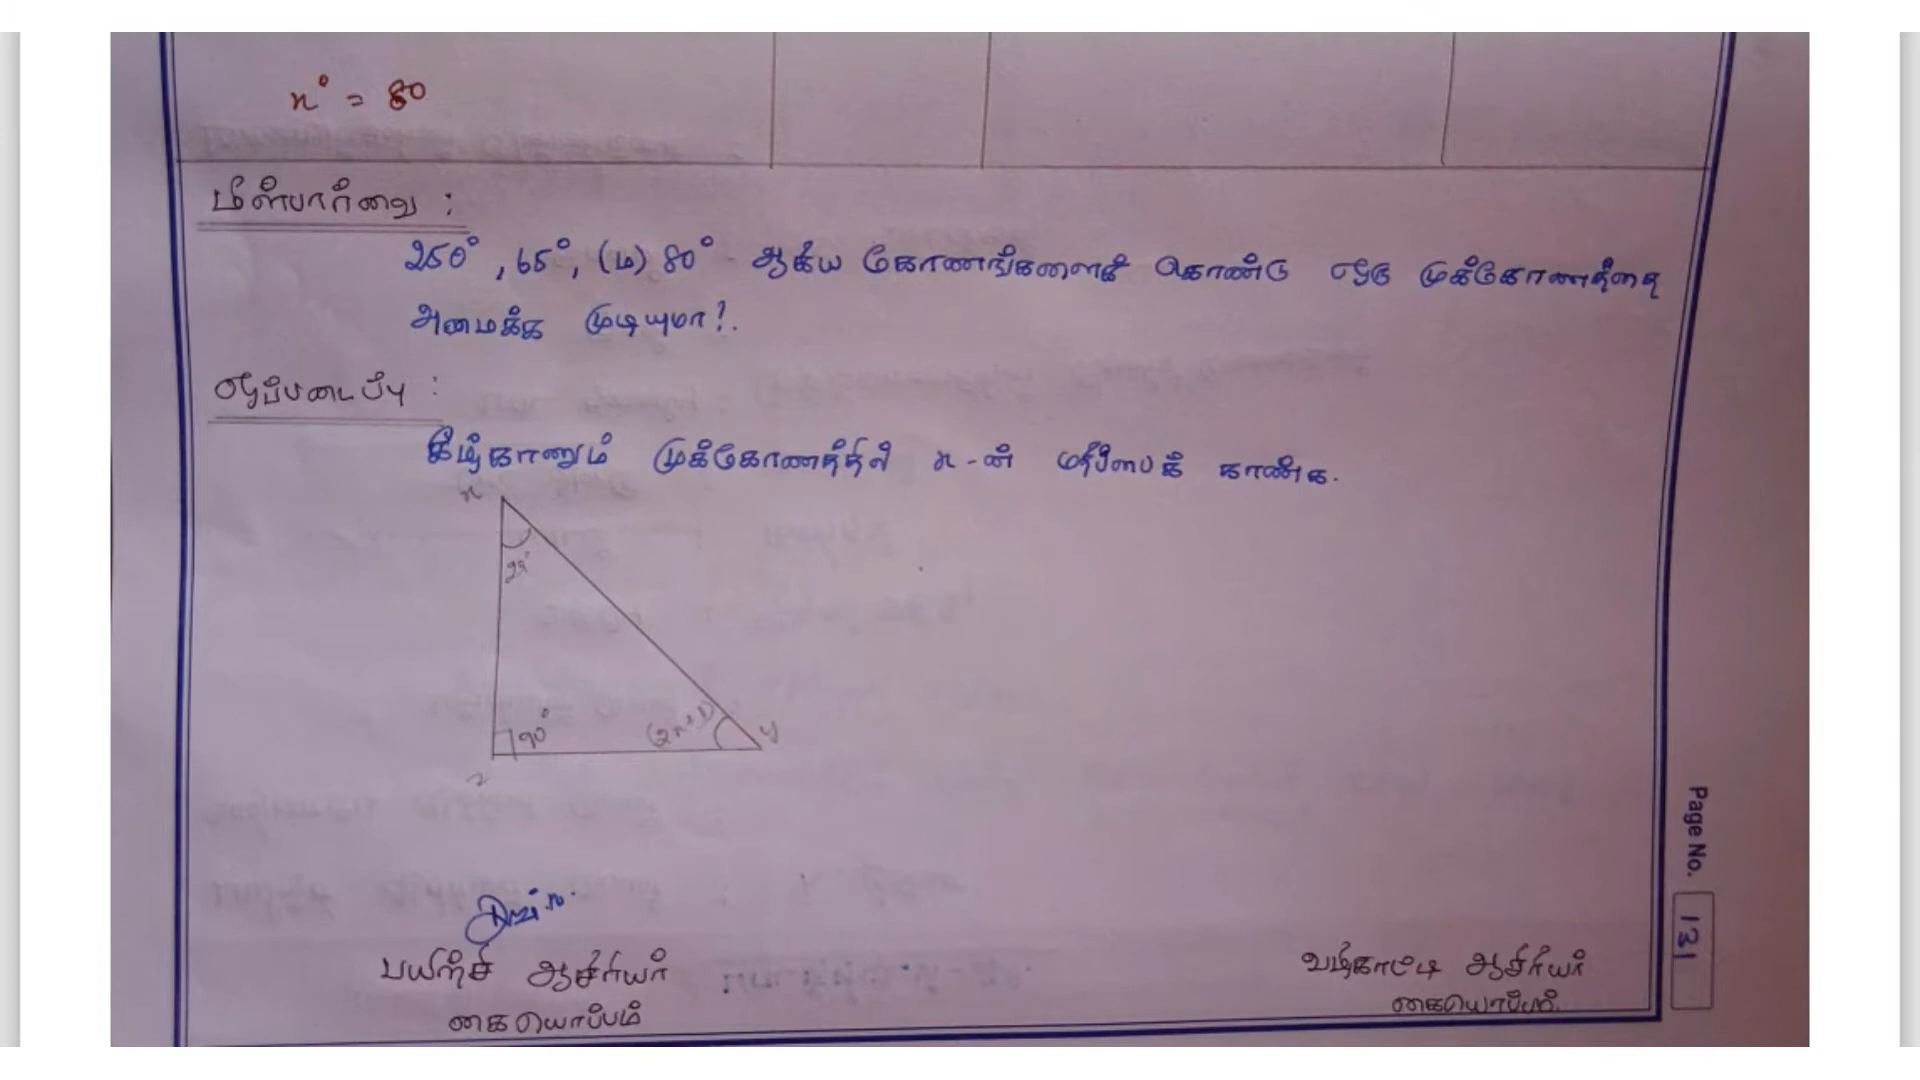 x° = 80
மீள்பார்வை :
250°, 65°, (ம) 80° ஆகிய கோணங்களைக் கொண்டு ஒரு முக்கோணத்தை
அமைக்க முடியுமா?.
ஒப்படைப்பு :
கீழ்காணும் முக்கோணத்தில் x-ன் மதிப்பைக் காண்க.
x
90°
y
z
பயிற்சி ஆசிரியர்
கையொப்பம்
வழிகாட்டி ஆசிரியர்
கையொப்பம்.
Page No. 131